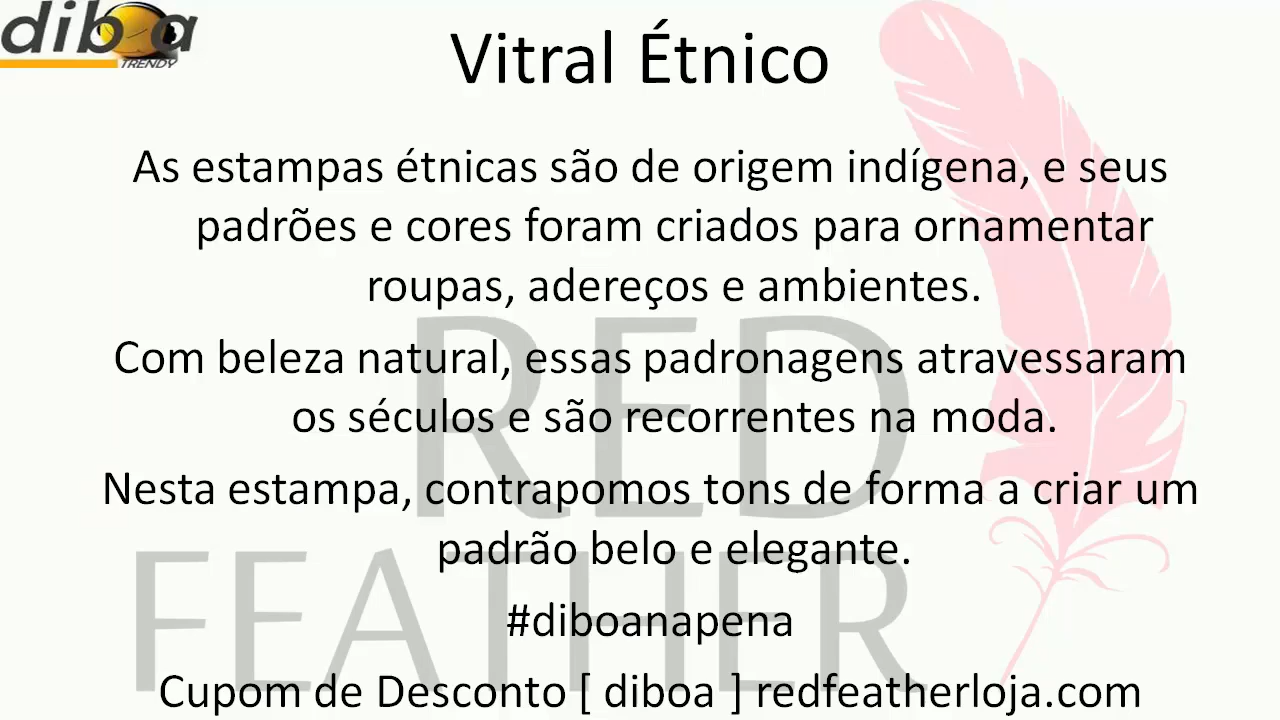 diboa
TRENDY
Vitral Étnico
As estampas étnicas são de origem indígena, e seus
padrões e cores foram criados para ornamentar
roupas, adereços e ambientes.
Com beleza natural, essas padronagens atravessaram
os séculos e são recorrentes na moda.
Nesta estampa, contrapomos tons de forma a criar um
padrão belo e elegante.
#diboanapena
Cupom de Desconto [ diboa ] redfeatherloja.com
RED
FEATHER